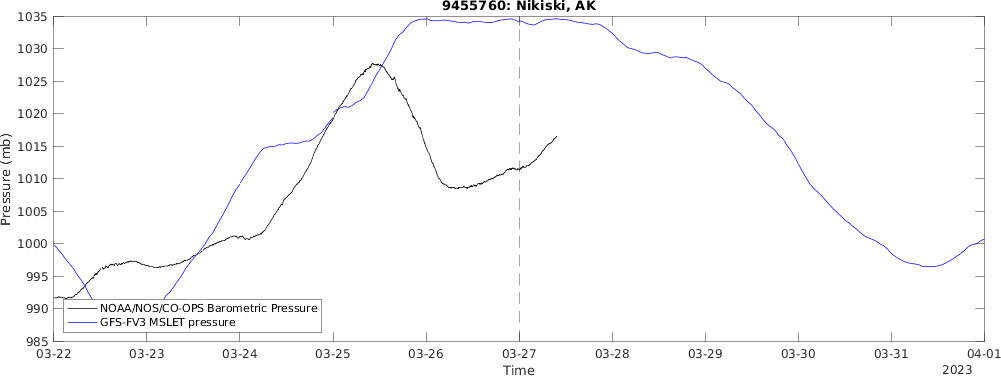 9455760: Nikiski, AK
1035
1030
1025
1020
1015
1010
1005
1000
995
990
985
Pressure (mb)
NOAA/NOS/CO-OPS Barometric Pressure
GFS-FV3 MSLET pressure
03-22 03-23 03-24 03-25 03-26 03-27 03-28 03-29 03-30 03-31 04-01
Time
2023